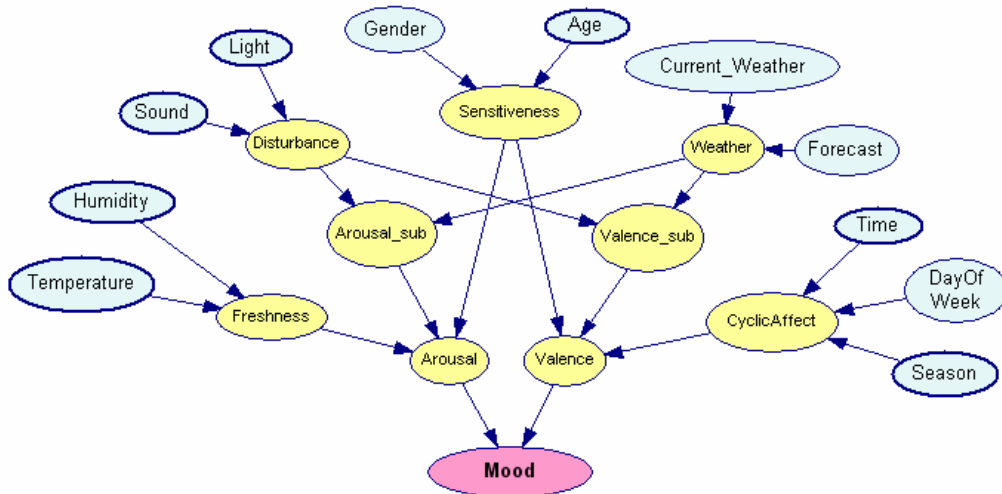 Gender
Age
Light
Current_Weather
Sound
Sensitiveness
Disturbance
Weather
Forecast
Humidity
Arousal_sub
Valence_sub
Time
Temperature
DayOf
Week
Freshness
CyclicAffect
Arousal
Valence
Season
Mood